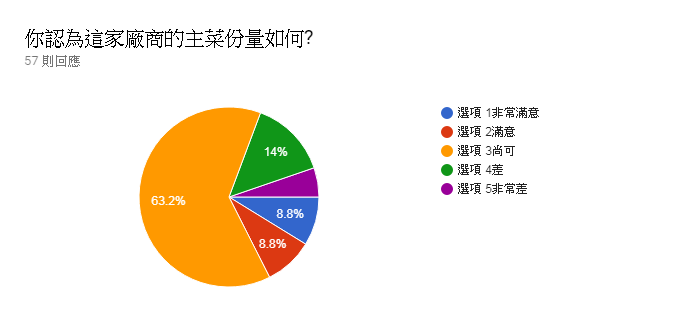 你認為這家廠商的主菜份量如何?
57 則回應
選項 1非常滿意
選項 2滿意
選項 3尚可
選項 4差
選項 5非常差
14%
63.2%
8.8%
8.8%